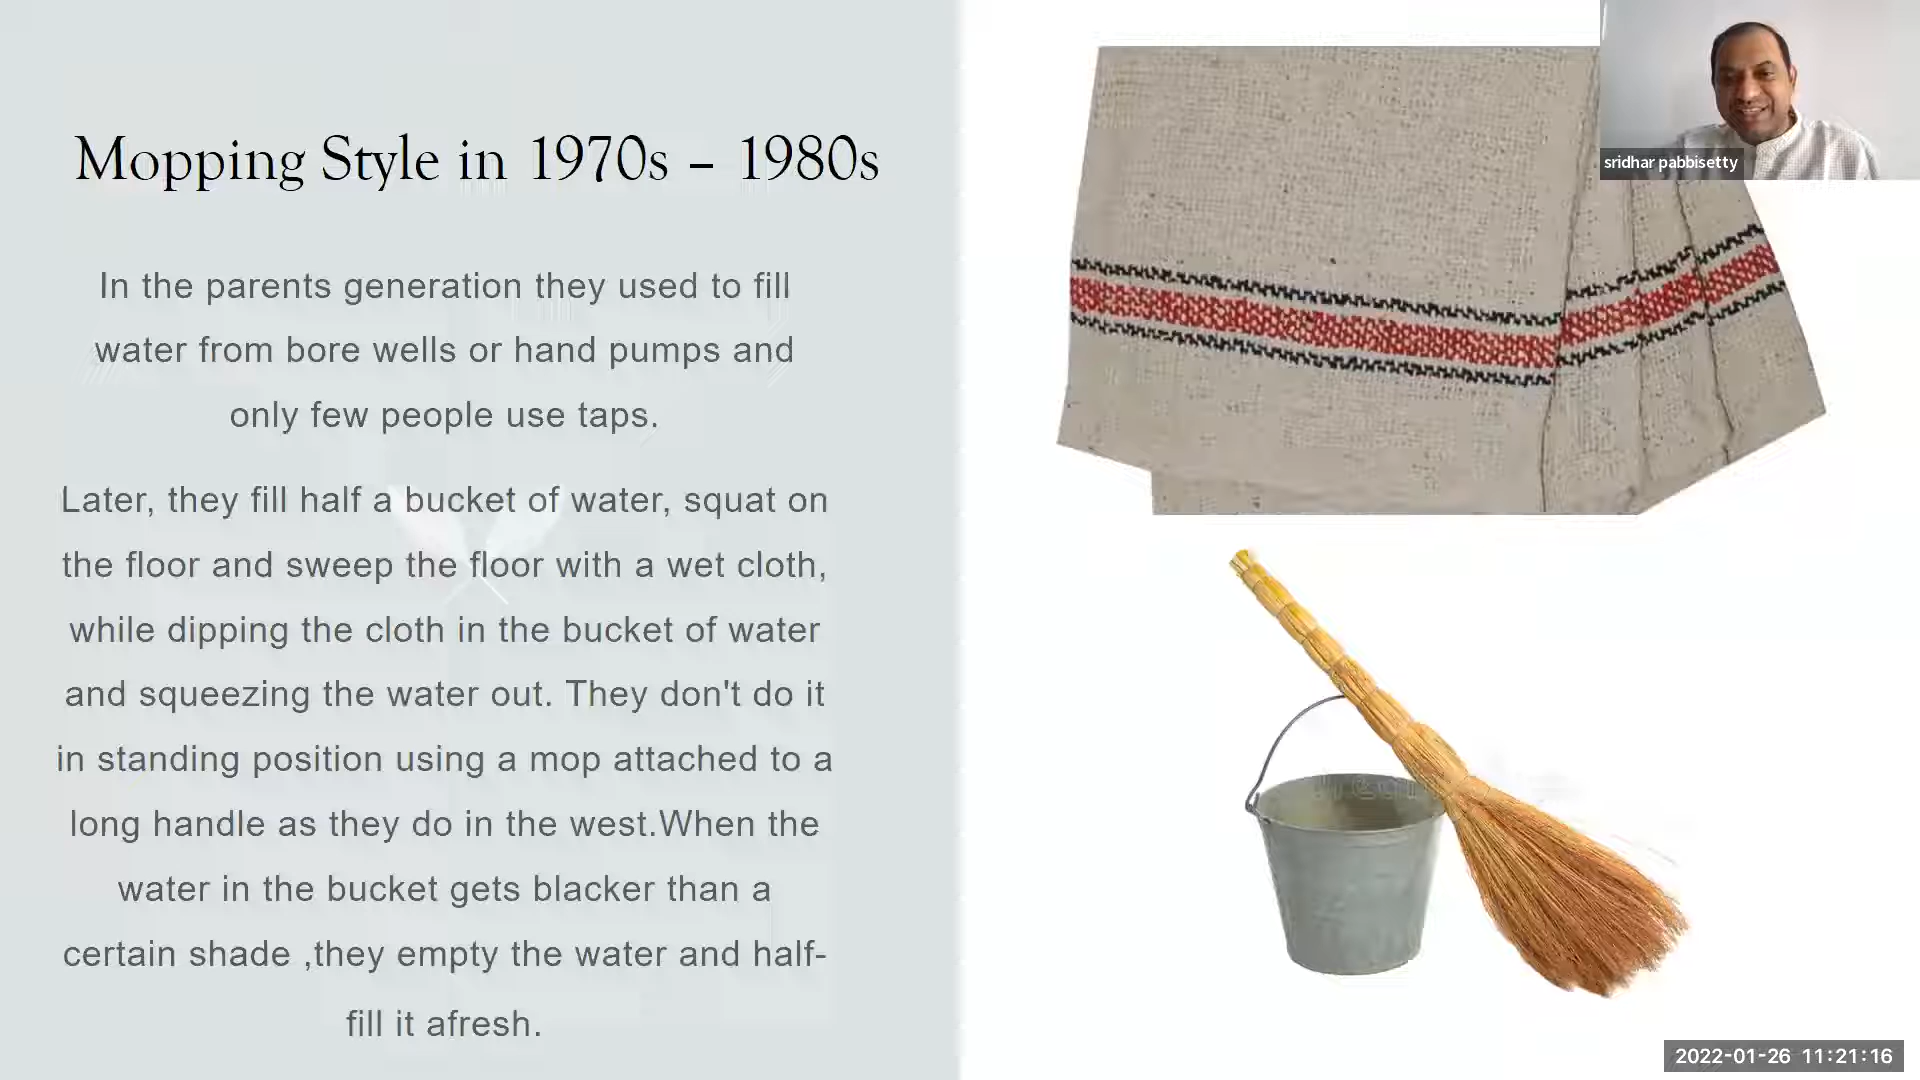 Mopping Style in 1970s – 1980s
In the parents generation they used to fill
water from bore wells or hand pumps and
only few people use taps.
Later, they fill half a bucket of water, squat on
the floor and sweep the floor with a wet cloth,
while dipping the cloth in the bucket of water
and squeezing the water out. They don't do it
in standing position using a mop attached to a
long handle as they do in the west.When the
water in the bucket gets blacker than a
certain shade ,they empty the water and half-
fill it afresh.
sridhar pabbisetty
2022-01-26 11:21:16